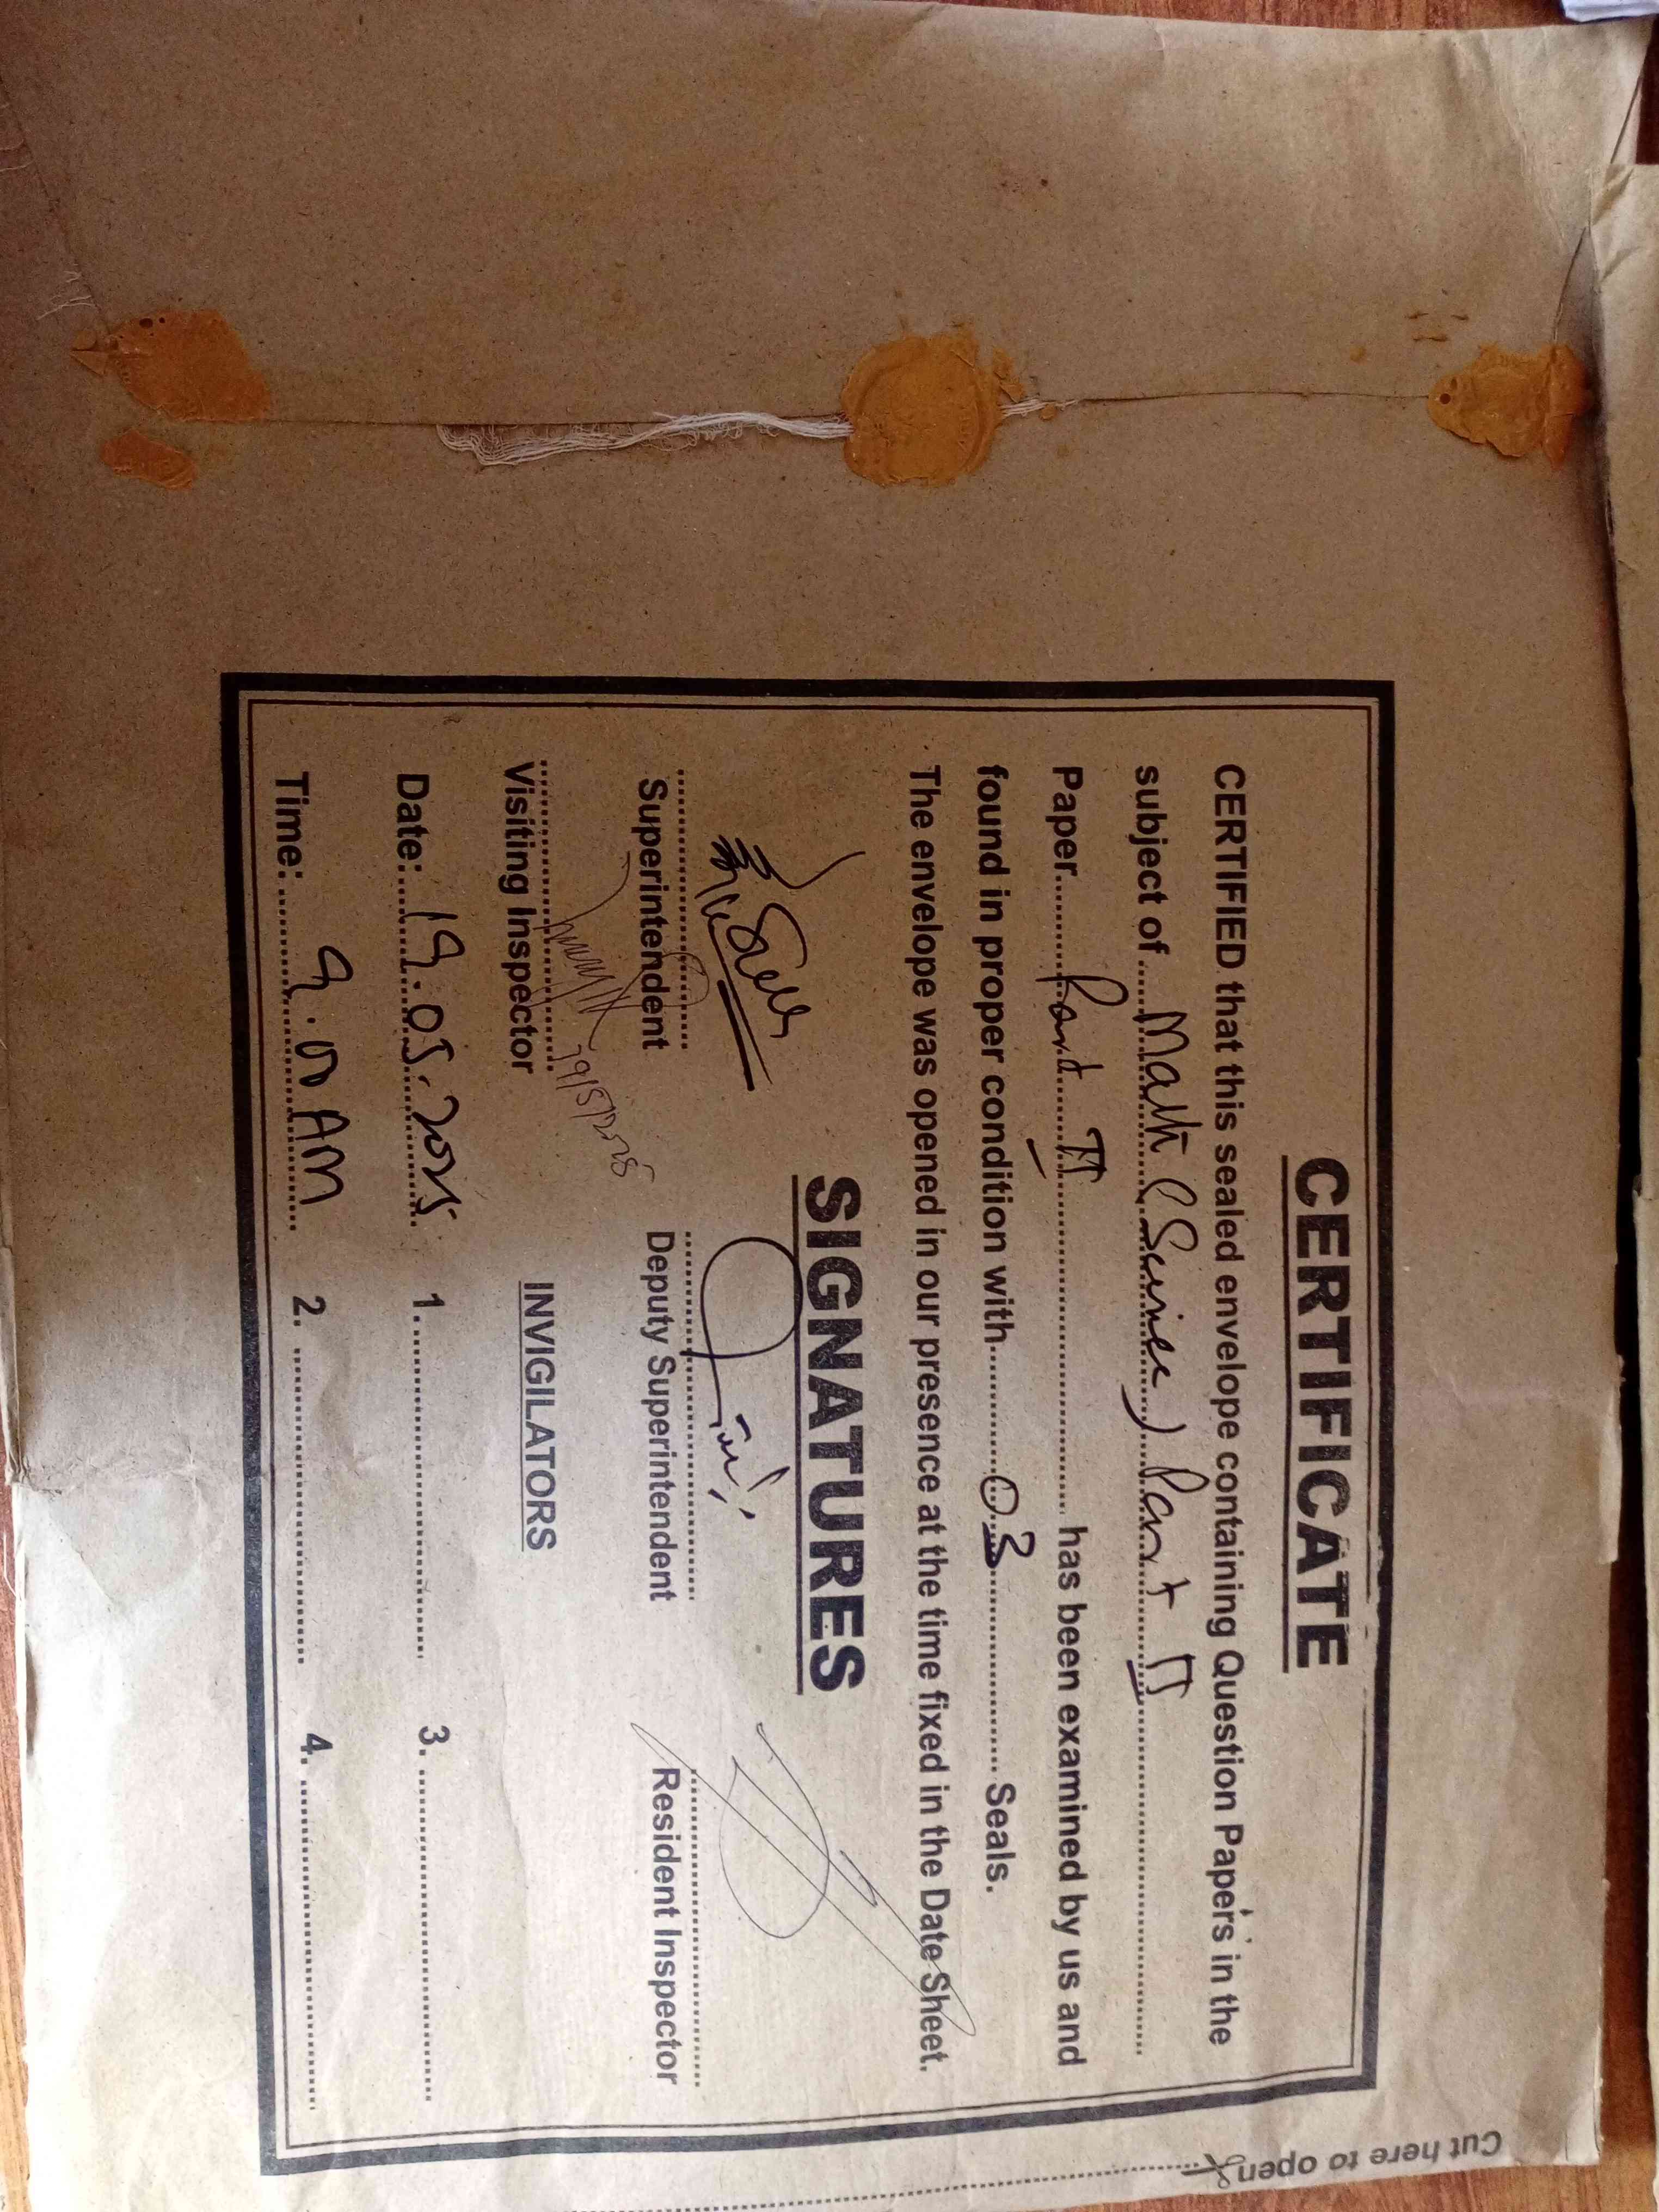 CERTIFICATE
CERTIFIED that this sealed envelope containing Question Papers in the
subject of Math (Science) Part II
Paper Part II has been examined by us and
found in proper condition with 03 Seals.
The envelope was opened in our presence at the time fixed in the Date Sheet.
SIGNATURES
Superintendent Deputy Superintendent Resident Inspector
19/5/2025
Visiting Inspector INVIGILATORS
Date: 19.05.2025 1. 3.
Time: 9.00 AM 2. 4.
Cut here to open